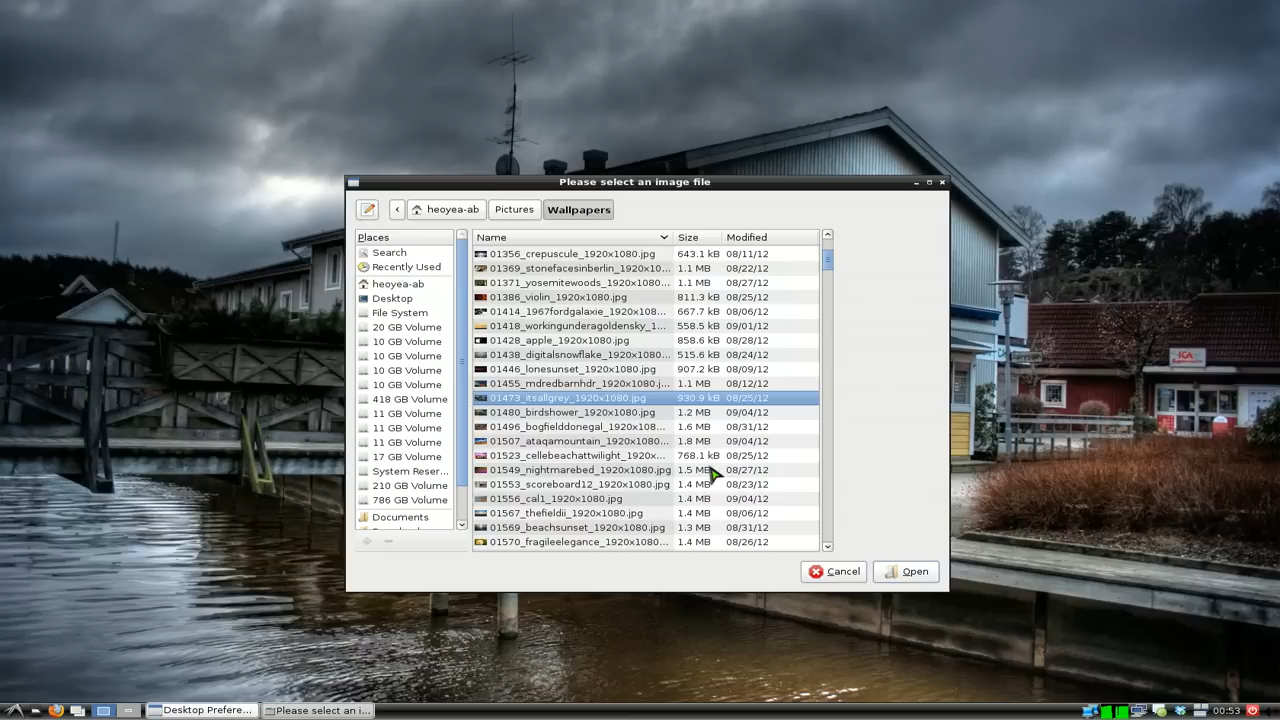 Please select an image file
heoyea-ab Pictures Wallpapers
Places
Search
Recently Used
heoyea-ab
Desktop
File System
20 GB Volume
10 GB Volume
10 GB Volume
10 GB Volume
10 GB Volume
418 GB Volume
11 GB Volume
11 GB Volume
11 GB Volume
17 GB Volume
System Reser...
210 GB Volume
786 GB Volume
Documents
Name Size Modified
01356_crepuscule_1920x1080.jpg 643.1 kB 08/11/12
01369_stonefacesinberlin_1920x10... 1.1 MB 08/22/12
01371_yosemitewoods_1920x1080... 1.1 MB 08/27/12
01386_violin_1920x1080.jpg 811.3 kB 08/25/12
01414_1967fordgalaxie_1920x108... 667.7 kB 08/06/12
01418_workingunderagoldensky_1... 558.5 kB 09/01/12
01428_apple_1920x1080.jpg 858.6 kB 08/28/12
01438_digitalsnowflake_1920x1080... 515.6 kB 08/24/12
01446_lonesunset_1920x1080.jpg 907.2 kB 08/09/12
01455_mdredbarnhdr_1920x1080.j... 1.1 MB 08/12/12
01473_itsallgrey_1920x1080.jpg 930.9 kB 08/25/12
01480_birdshower_1920x1080.jpg 1.2 MB 09/04/12
01496_bogfielddonegal_1920x108... 1.6 MB 08/31/12
01507_ataqamountain_1920x1080... 1.8 MB 09/04/12
01523_cellebeachattwilight_1920x... 768.1 kB 08/25/12
01549_nightmarebed_1920x1080.jpg 1.5 MB 08/27/12
01553_scoreboard12_1920x1080.jpg 1.4 MB 08/23/12
01556_cal1_1920x1080.jpg 1.4 MB 09/04/12
01567_thefieldii_1920x1080.jpg 1.4 MB 08/06/12
01569_beachsunset_1920x1080.jpg 1.3 MB 08/31/12
01570_fragileelegance_1920x1080... 1.4 MB 08/26/12
Cancel Open
ICA
Desktop Prefere... Please select an i... 00:53